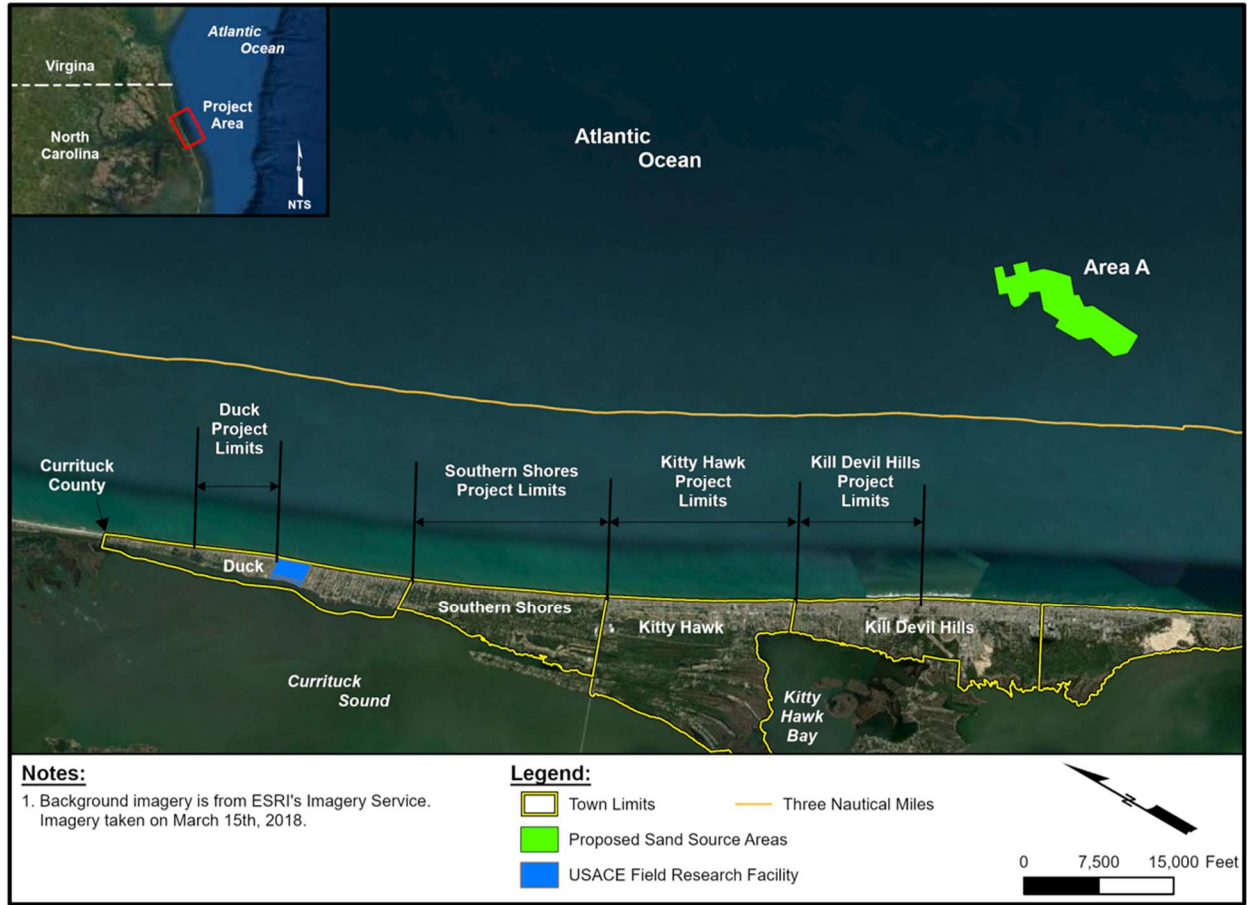 Atlantic
Ocean
Virgina
Project
Area
North
Carolina
N
NTS
Atlantic
Ocean
Area A
Duck
Project
Limits
Currituck
County
Southern Shores
Project Limits
Kitty Hawk
Project
Limits
Kill Devil Hills
Project
Limits
Duck
Southern Shores
Kitty Hawk
Kill Devil Hills
Currituck
Sound
Kitty
Hawk
Bay
Notes:
1. Background imagery is from ESRI's Imagery Service.
Imagery taken on March 15th, 2018.
Legend:
Town Limits
Three Nautical Miles
Proposed Sand Source Areas
USACE Field Research Facility
N
0 7,500 15,000 Feet